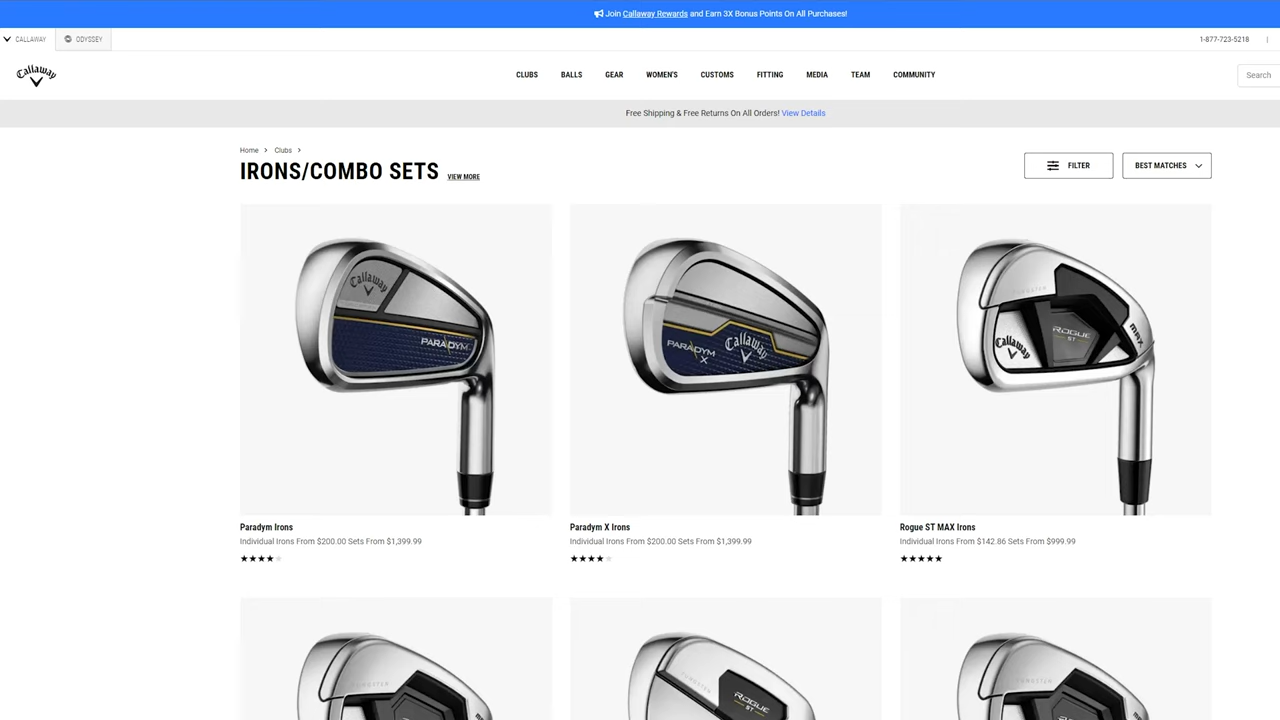 Join Callaway Rewards and Earn 3X Bonus Points On All Purchases!
CALLAWAY
ODYSSEY
1-877-723-5218 |
Callaway
CLUBS BALLS GEAR WOMEN'S CUSTOMS FITTING MEDIA TEAM COMMUNITY
Search
Free Shipping & Free Returns On All Orders! View Details
Home > Clubs >
IRONS/COMBO SETS VIEW MORE
FILTER
BEST MATCHES
Callaway
PARADYM
PARADYM X
Callaway
TUNGSTEN
ROGUE
ST
Callaway
MAX
Paradym Irons
Individual Irons From $200.00 Sets From $1,399.99
Paradym X Irons
Individual Irons From $200.00 Sets From $1,399.99
Rogue ST MAX Irons
Individual Irons From $142.86 Sets From $999.99
TUNGSTEN
TUNGSTEN
ROGUE
ST
TUNGSTEN